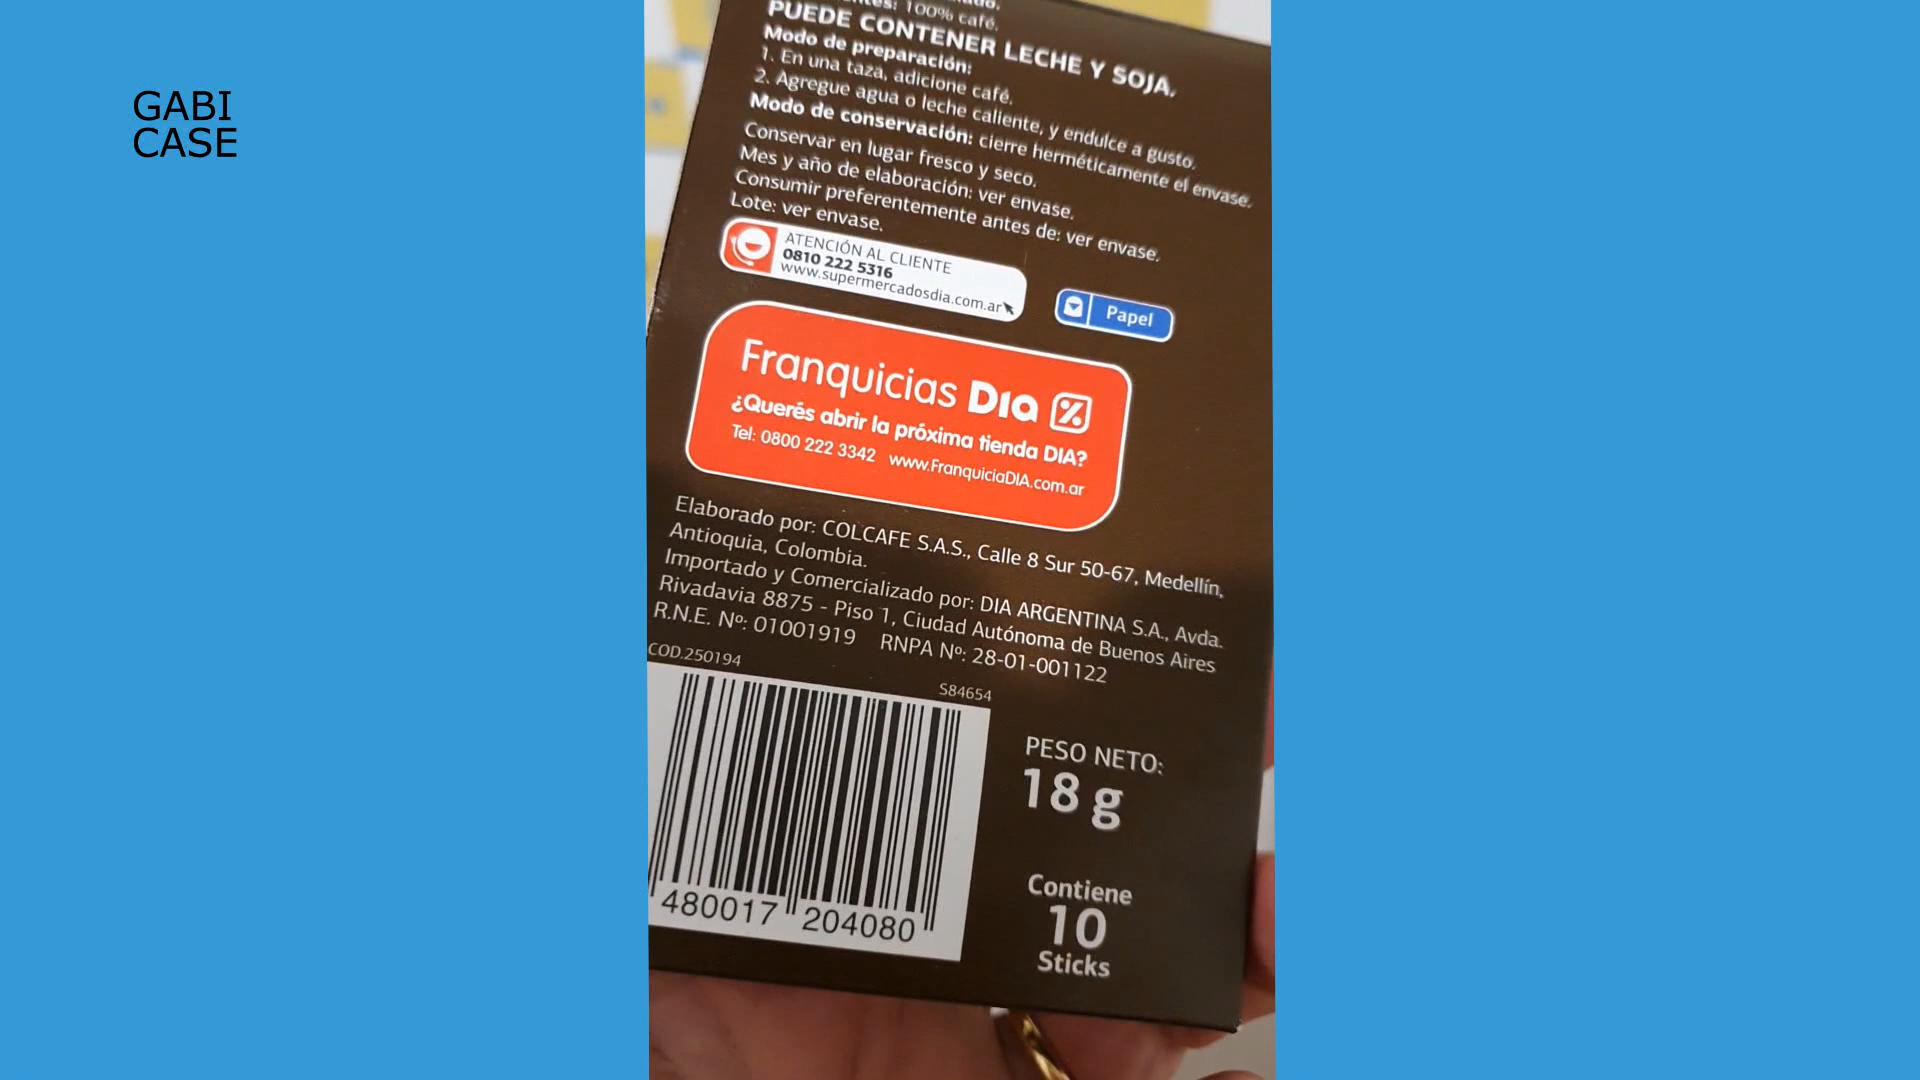 GABI
CASE
100% café.
PUEDE CONTENER LECHE Y SOJA.
Modo de preparación:
1. En una taza, adicione café.
2. Agregue agua o leche caliente, y endulce a gusto.
Modo de conservación: cierre herméticamente el envase.
Conservar en lugar fresco y seco.
Mes y año de elaboración: ver envase.
Consumir preferentemente antes de: ver envase.
Lote: ver envase.
ATENCIÓN AL CLIENTE
0810 222 5316
www.supermercadosdia.com.ar
Papel
Franquicias Dia %
¿Querés abrir la próxima tienda DIA?
Tel: 0800 222 3342 www.FranquiciaDIA.com.ar
Elaborado por: COLCAFE S.A.S., Calle 8 Sur 50-67, Medellín,
Antioquia, Colombia.
Importado y Comercializado por: DIA ARGENTINA S.A., Avda.
Rivadavia 8875 - Piso 1, Ciudad Autónoma de Buenos Aires
R.N.E. Nº: 01001919 RNPA Nº: 28-01-001122
COD.250194
S84654
480017 204080
PESO NETO:
18 g
Contiene
10
Sticks